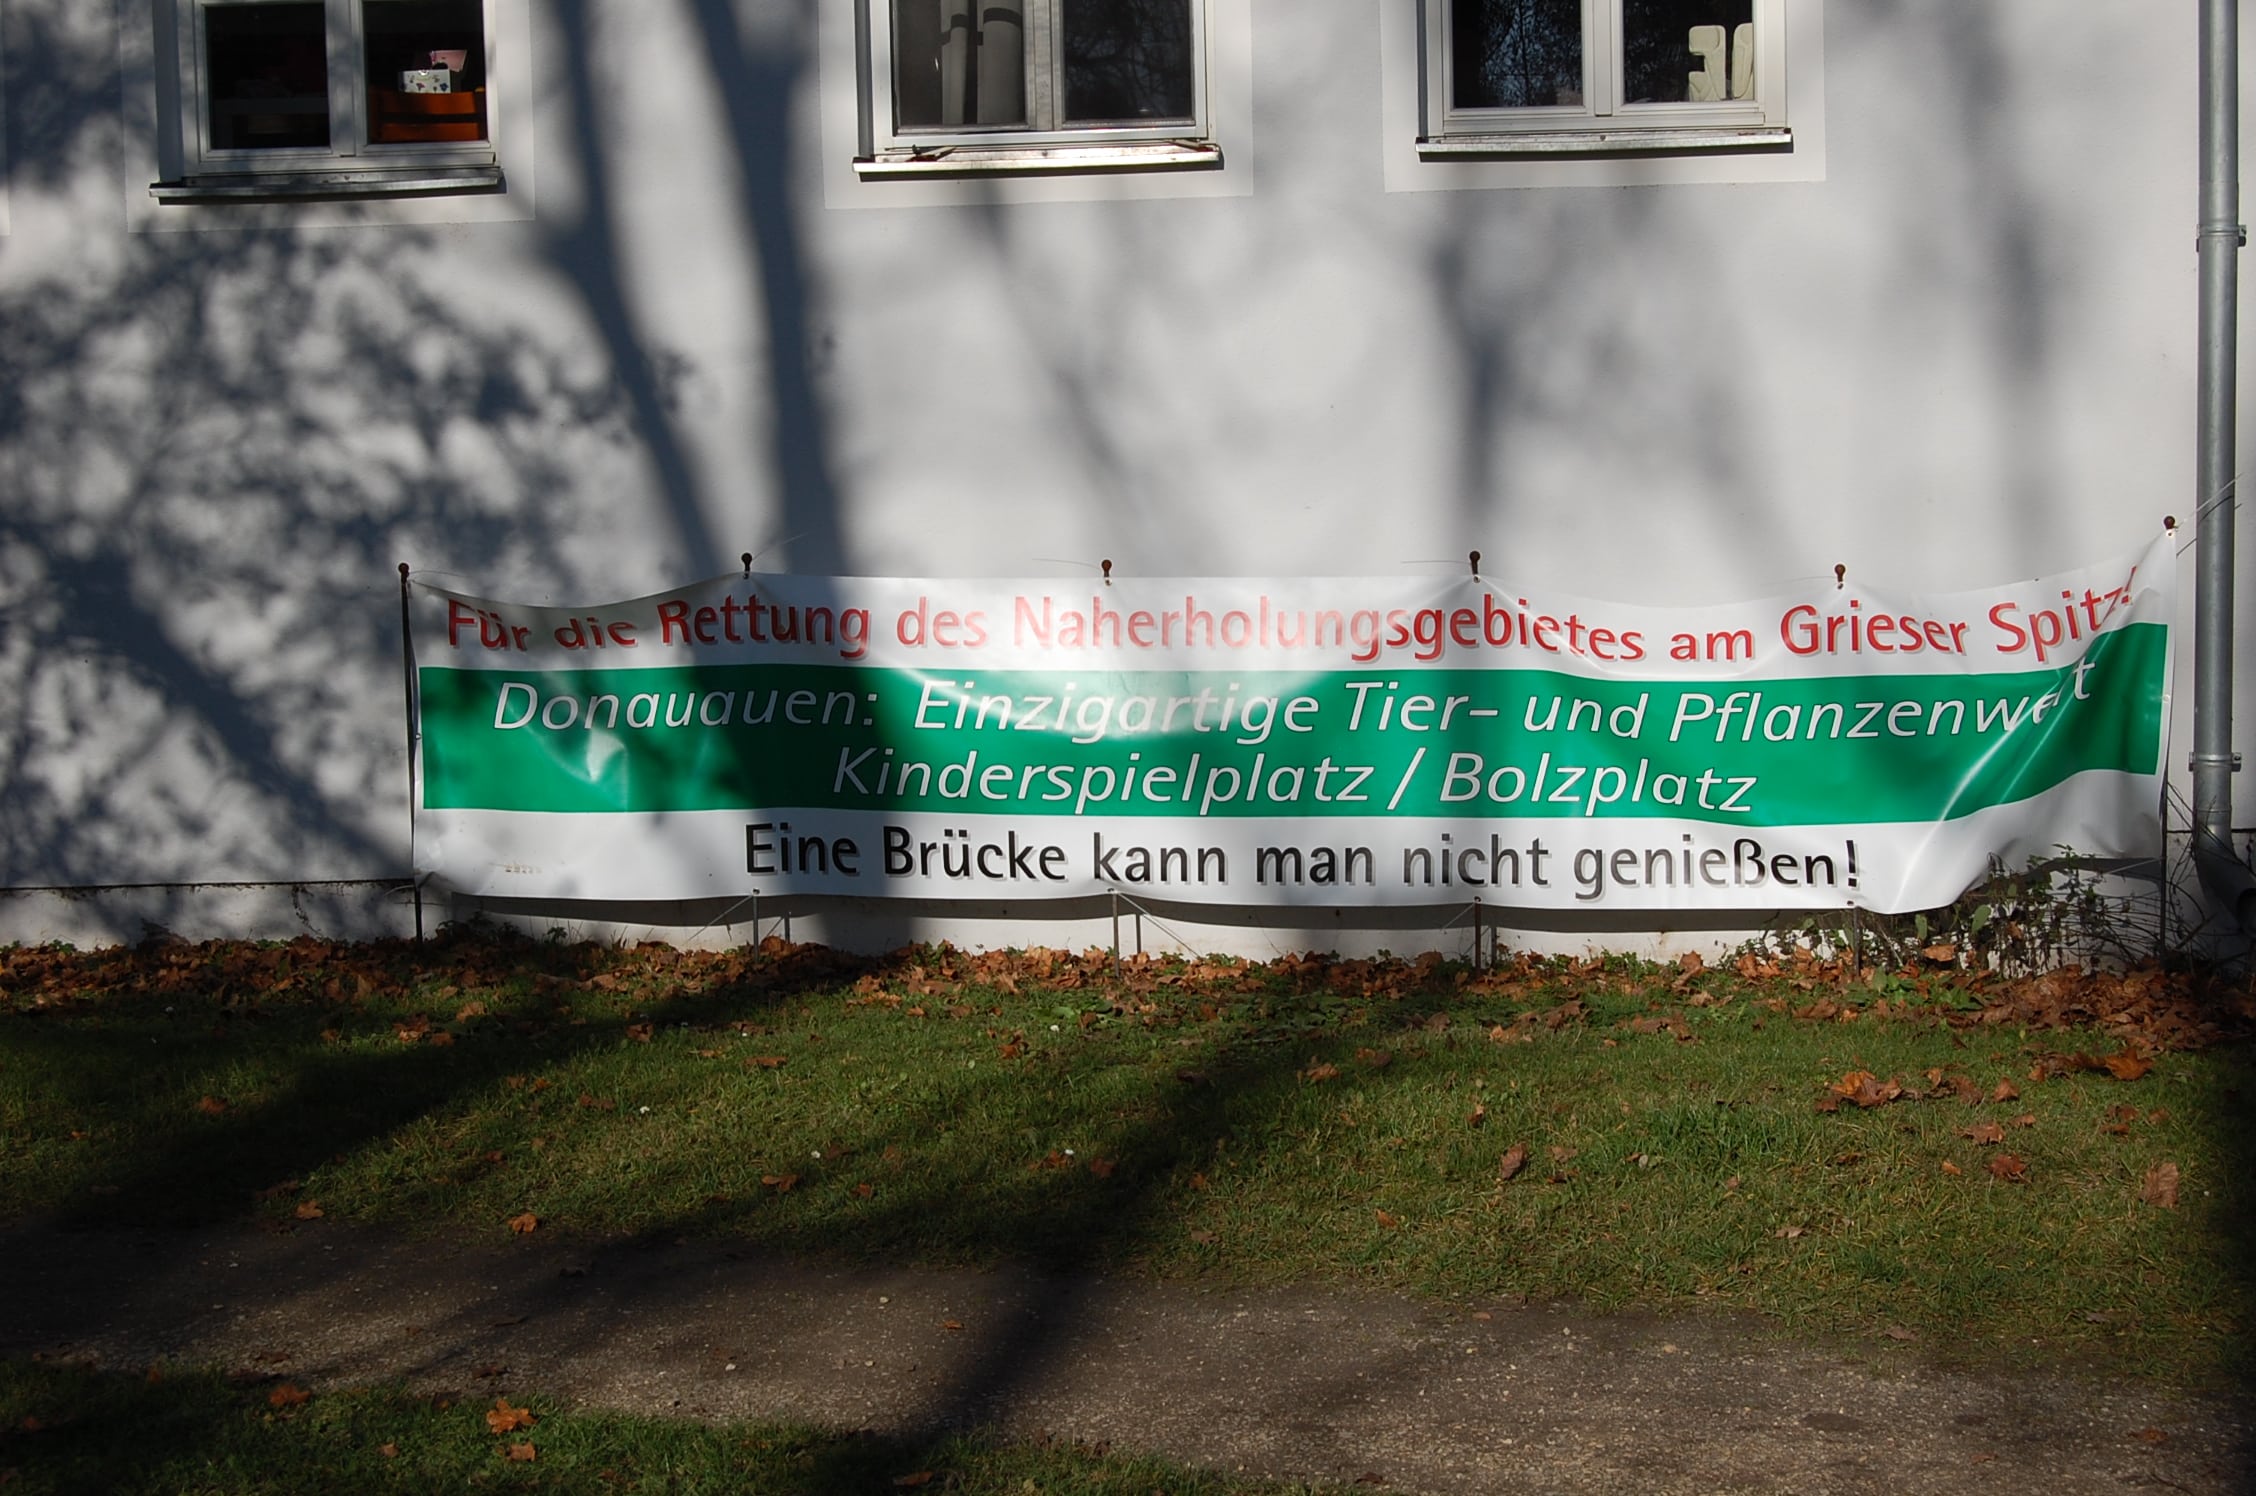 Für die Rettung des Naherholungsgebietes am Grieser Spitz!
Donauauen: Einzigartige Tier- und Pflanzenwelt
Kinderspielplatz / Bolzplatz
Eine Brücke kann man nicht genießen!